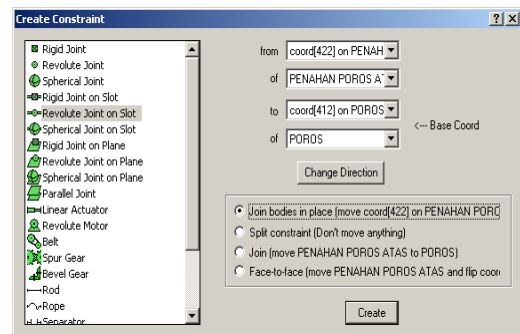 Create Constraint
Rigid Joint
Revolute Joint
Spherical Joint
Rigid Joint on Slot
Revolute Joint on Slot
Spherical Joint on Slot
Rigid Joint on Plane
Revolute Joint on Plane
Spherical Joint on Plane
Parallel Joint
Linear Actuator
Revolute Motor
Belt
Spur Gear
Bevel Gear
Rod
Rope
Separator
from coord[422] on PENAH
of PENAHAN POROS AT
to coord[412] on POROS
<--- Base Coord
of POROS
Change Direction
Join bodies in place (move coord[422] on PENAHAN PORC
Split constraint (Don't move anything)
Join (move PENAHAN POROS ATAS to POROS)
Face-to-face (move PENAHAN POROS ATAS and flip coor
Create